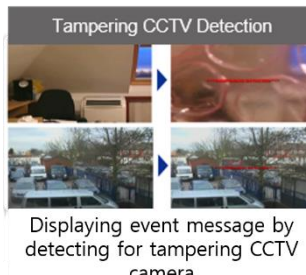 Tampering CCTV Detection
Displaying event message by
detecting for tampering CCTV
camera